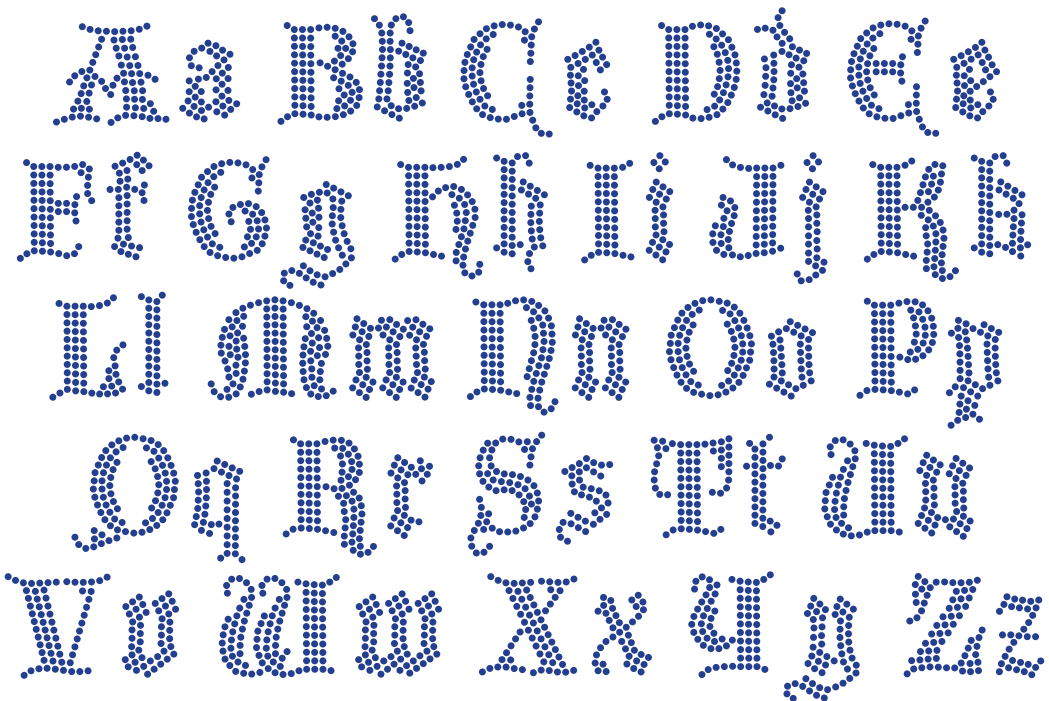 Aa Bb Cc Dd Ee
Ff Gg Hh Ii Jj Kk
Ll Mm Nn Oo Pp
Qq Rr Ss Tt Uu
Vv Ww Xx Yy Zz